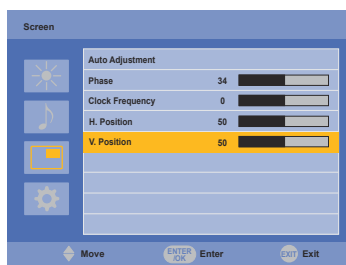 Screen
Auto Adjustment
Phase 34
Clock Frequency 0
H. Position 50
V. Position 50
Move ENTER /OK Enter EXIT Exit